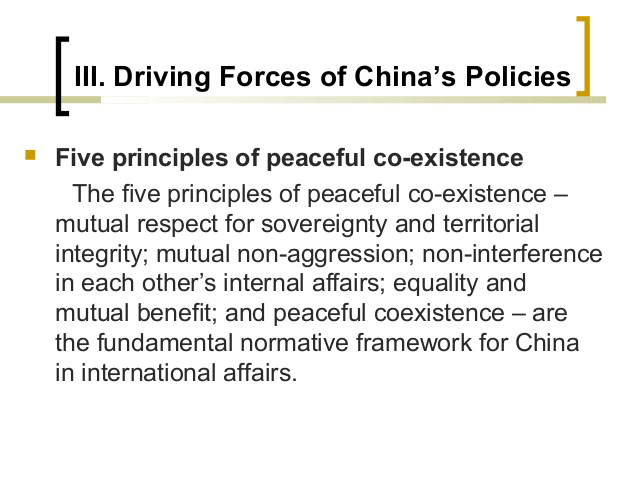 III. Driving Forces of China’s Policies
Five principles of peaceful co-existence
The five principles of peaceful co-existence –
mutual respect for sovereignty and territorial
integrity; mutual non-aggression; non-interference
in each other’s internal affairs; equality and
mutual benefit; and peaceful coexistence – are
the fundamental normative framework for China
in international affairs.